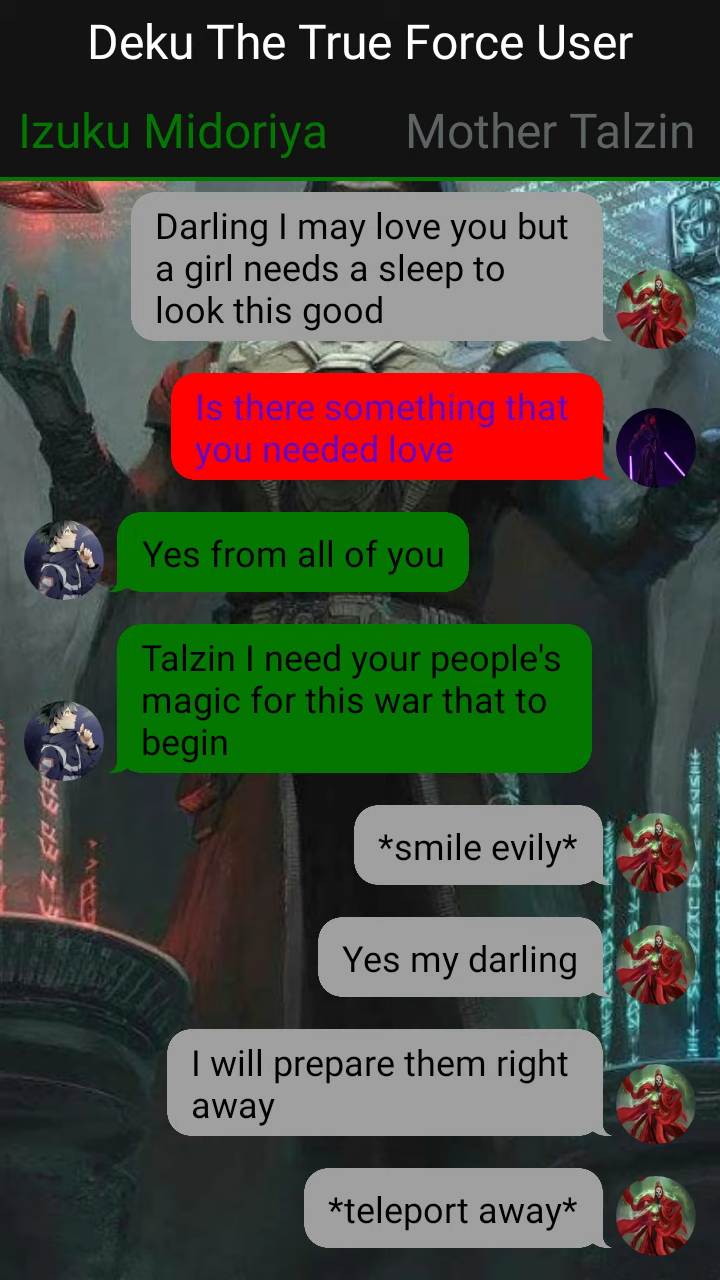 Deku The True Force User
Izuku Midoriya
Mother Talzin
Darling I may love you but
a girl needs a sleep to
look this good
Is there something that
you needed love
Yes from all of you
Talzin I need your people's
magic for this war that to
begin
*smile evily*
Yes my darling
I will prepare them right
away
*teleport away*